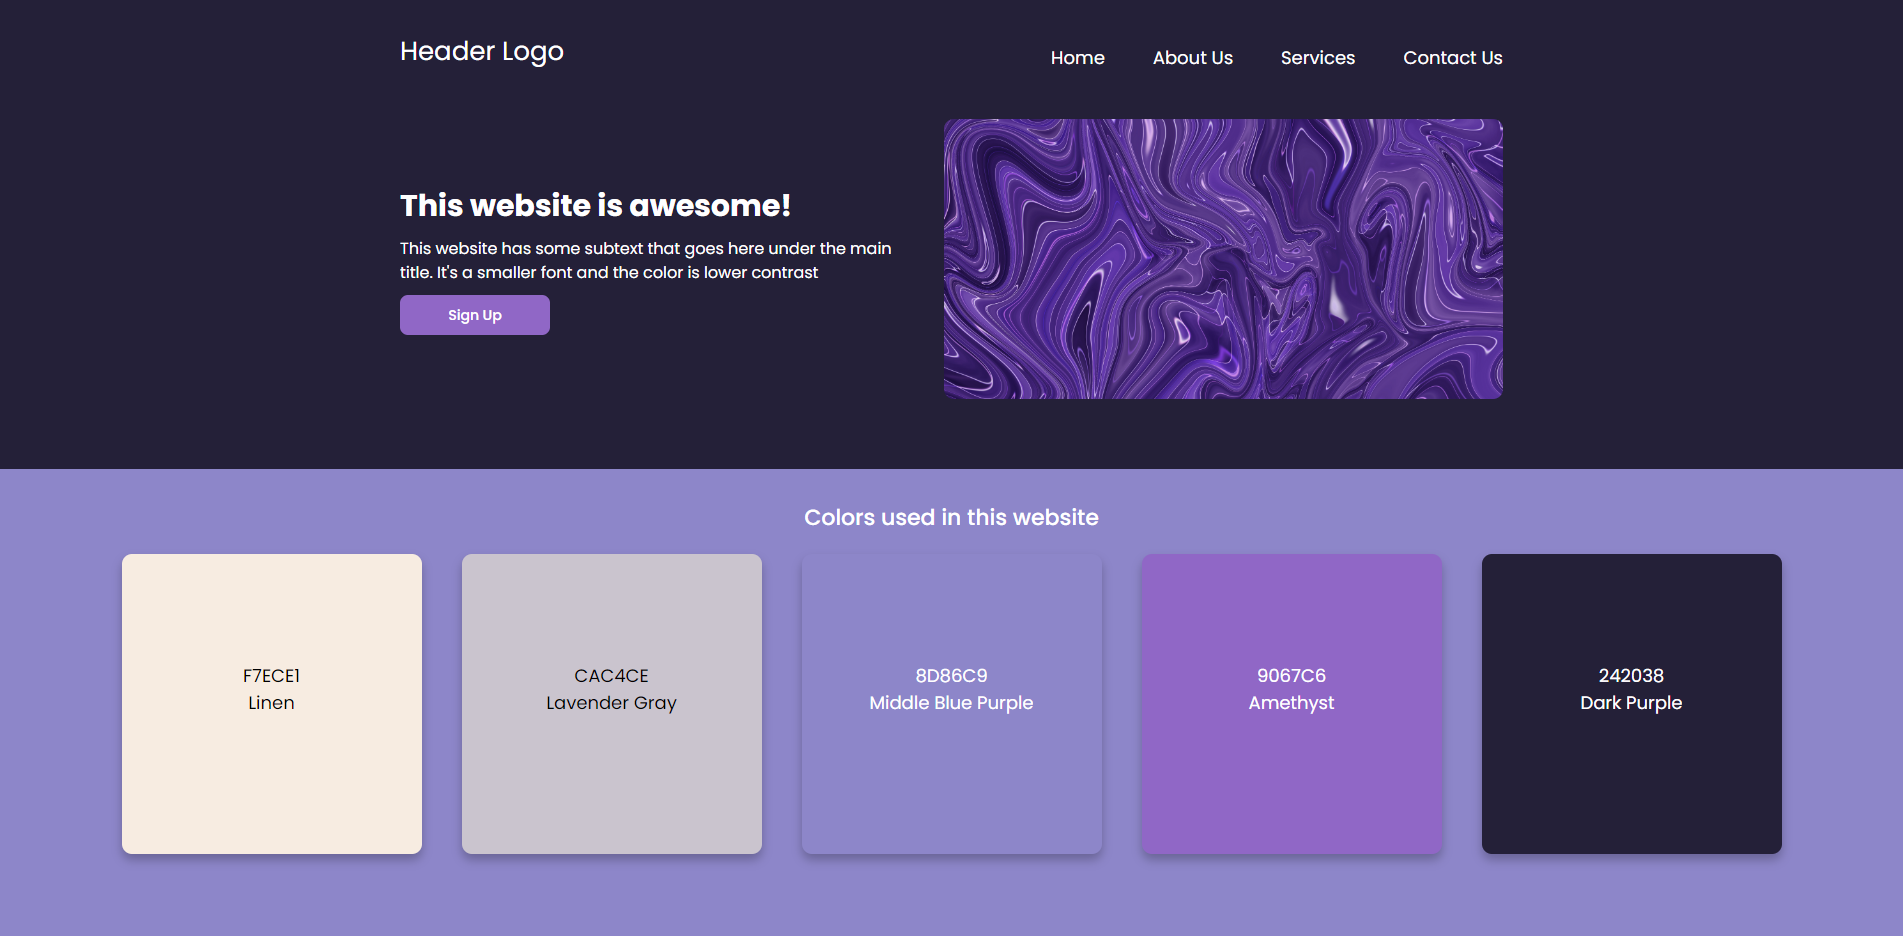 Header Logo
Home
About Us
Services
Contact Us
This website is awesome!
This website has some subtext that goes here under the main
title. It's a smaller font and the color is lower contrast
Sign Up
Colors used in this website
F7ECE1
Linen
CAC4CE
Lavender Gray
8D86C9
Middle Blue Purple
9067C6
Amethyst
242038
Dark Purple